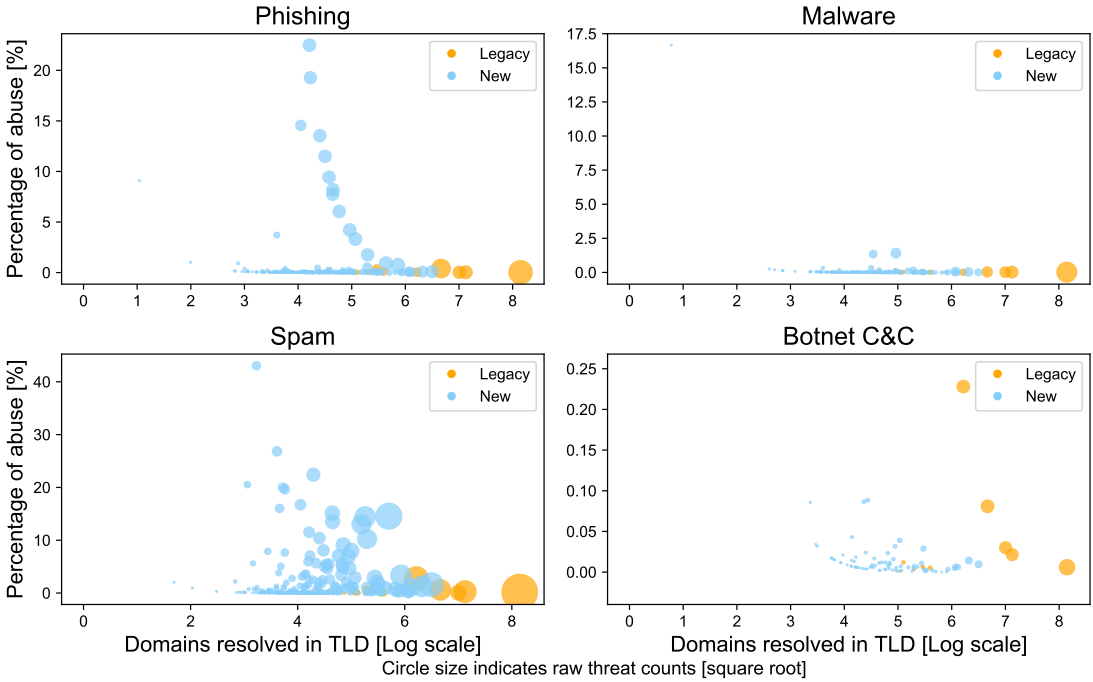 Phishing
Percentage of abuse [%]
20
15
10
5
0
Legacy
New
0 1 2 3 4 5 6 7 8
Malware
17.5
15.0
12.5
10.0
7.5
5.0
2.5
0.0
Legacy
New
0 1 2 3 4 5 6 7 8
Spam
Percentage of abuse [%]
40
30
20
10
0
Legacy
New
0 2 4 6 8
Domains resolved in TLD [Log scale]
Botnet C&C
0.25
0.20
0.15
0.10
0.05
0.00
Legacy
New
0 1 2 3 4 5 6 7 8
Domains resolved in TLD [Log scale]
Circle size indicates raw threat counts [square root]